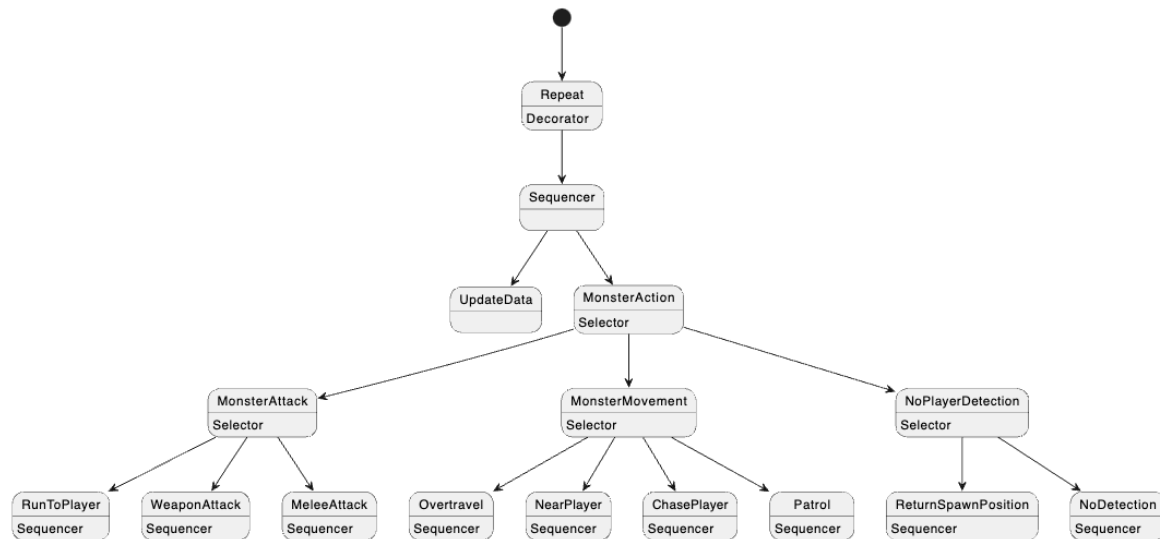 Repeat
Decorator
Sequencer
UpdateData
MonsterAction
Selector
MonsterAttack
Selector
MonsterMovement
Selector
NoPlayerDetection
Selector
RunToPlayer
Sequencer
WeaponAttack
Sequencer
MeleeAttack
Sequencer
Overtravel
Sequencer
NearPlayer
Sequencer
ChasePlayer
Sequencer
Patrol
Sequencer
ReturnSpawnPosition
Sequencer
NoDetection
Sequencer